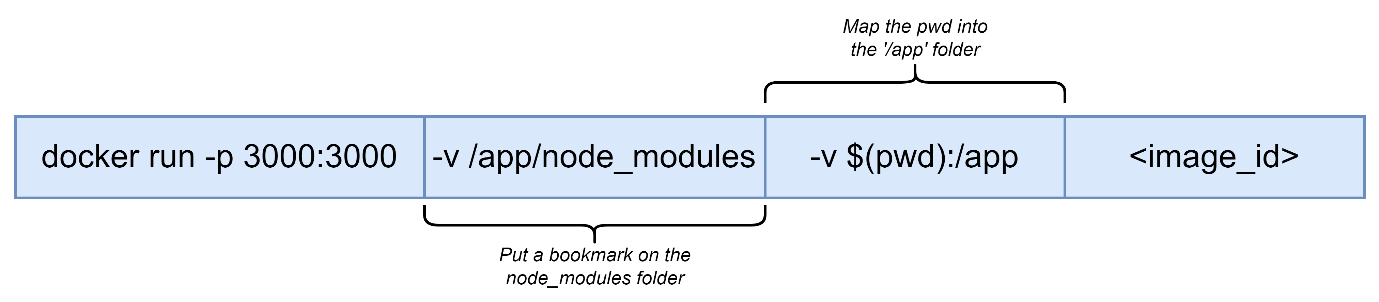 Map the pwd into
the '/app' folder
docker run -p 3000:3000 -v /app/node_modules -v $(pwd):/app <image_id>
Put a bookmark on the
node_modules folder